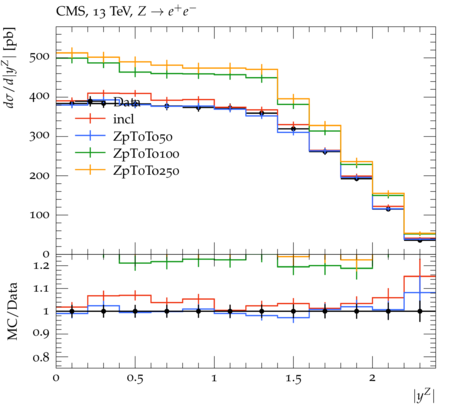 CMS, 13 TeV, Z → e⁺e⁻
dσ/d|y^Z| [pb]
500
400
300
200
100
0
Data
incl
ZpToTo50
ZpToTo100
ZpToTo250
MC/Data
1.2
1.1
1
0.9
0.8
0 0.5 1 1.5 2
|y^Z|